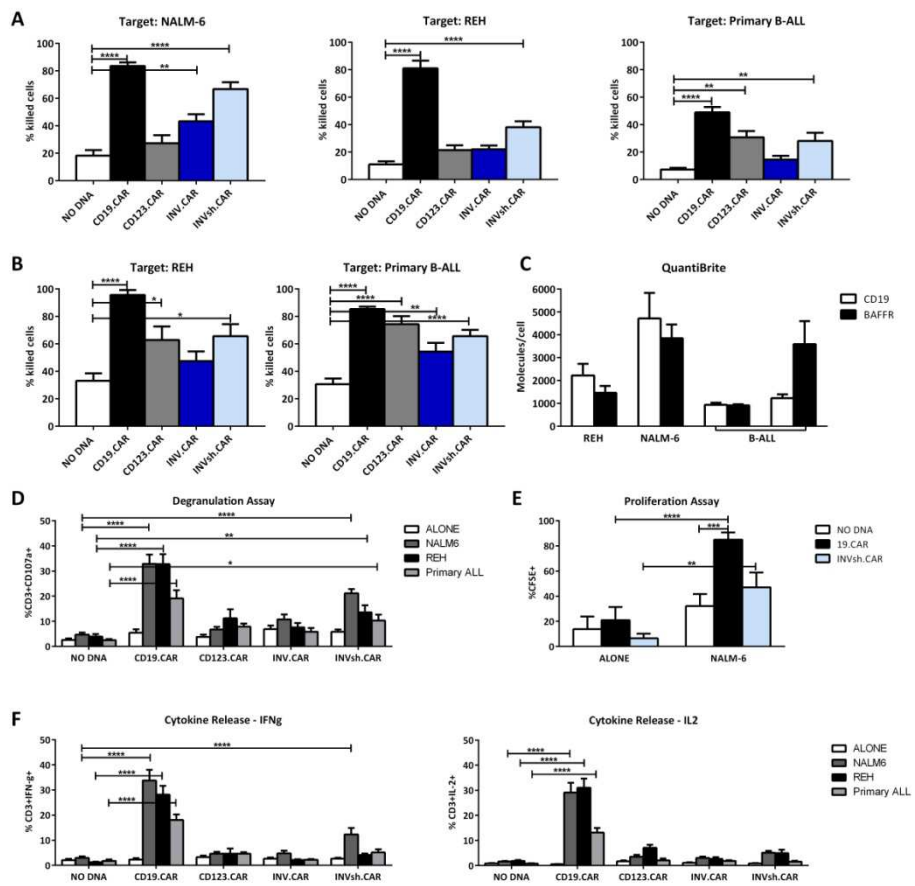 A
Target: NALM-6
% killed cells
100
80
60
40
20
0
****
****
**
NO DNA
CD19.CAR
CD123.CAR
INV.CAR
INVsh.CAR
Target: REH
% killed cells
100
80
60
40
20
0
****
****
NO DNA
CD19.CAR
CD123.CAR
INV.CAR
INVsh.CAR
Target: Primary B-ALL
% killed cells
100
80
60
40
20
0
**
**
****
NO DNA
CD19.CAR
CD123.CAR
INV.CAR
INVsh.CAR
B
Target: REH
% killed cells
100
80
60
40
20
0
****
*
*
NO DNA
CD19.CAR
CD123.CAR
INV.CAR
INVsh.CAR
Target: Primary B-ALL
% killed cells
100
80
60
40
20
0
****
****
**
****
NO DNA
CD19.CAR
CD123.CAR
INV.CAR
INVsh.CAR
C
QuantiBrite
Molecules/cell
6000
5000
4000
3000
2000
1000
0
REH
NALM-6
B-ALL
CD19
BAFFR
D
Degranulation Assay
%CD3+CD107a+
50
40
30
20
10
0
****
****
**
****
*
****
NO DNA
CD19.CAR
CD123.CAR
INV.CAR
INVsh.CAR
ALONE
NALM6
REH
Primary ALL
E
Proliferation Assay
%CFSE+
100
80
60
40
20
0
****
***
**
ALONE
NALM-6
NO DNA
19.CAR
INVsh.CAR
F
Cytokine Release - IFNg
% CD3+IFN-g+
50
40
30
20
10
0
****
****
****
****
NO DNA
CD19.CAR
CD123.CAR
INV.CAR
INVsh.CAR
Cytokine Release - IL2
% CD3+IL-2+
50
40
30
20
10
0
****
****
****
NO DNA
CD19.CAR
CD123.CAR
INV.CAR
INVsh.CAR
ALONE
NALM6
REH
Primary ALL